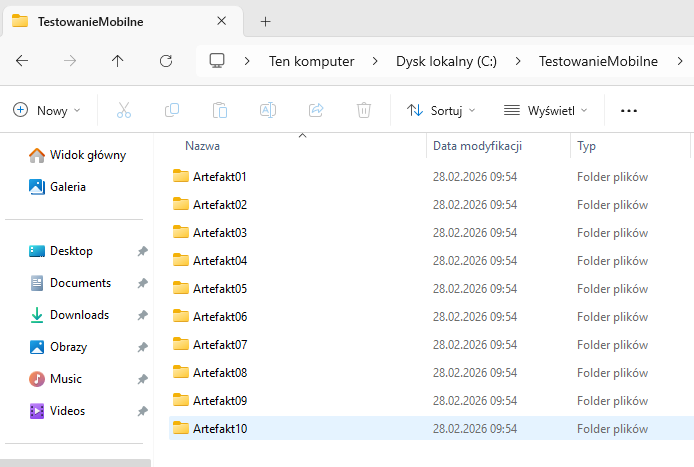 TestowanieMobilne
Ten komputer > Dysk lokalny (C:) > TestowanieMobilne >
Nowy Sortuj Wyświetl ...
Nazwa Data modyfikacji Typ
Widok główny
Galeria
Desktop
Documents
Downloads
Obrazy
Music
Videos
Artefakt01 28.02.2026 09:54 Folder plików
Artefakt02 28.02.2026 09:54 Folder plików
Artefakt03 28.02.2026 09:54 Folder plików
Artefakt04 28.02.2026 09:54 Folder plików
Artefakt05 28.02.2026 09:54 Folder plików
Artefakt06 28.02.2026 09:54 Folder plików
Artefakt07 28.02.2026 09:54 Folder plików
Artefakt08 28.02.2026 09:54 Folder plików
Artefakt09 28.02.2026 09:54 Folder plików
Artefakt10 28.02.2026 09:54 Folder plików